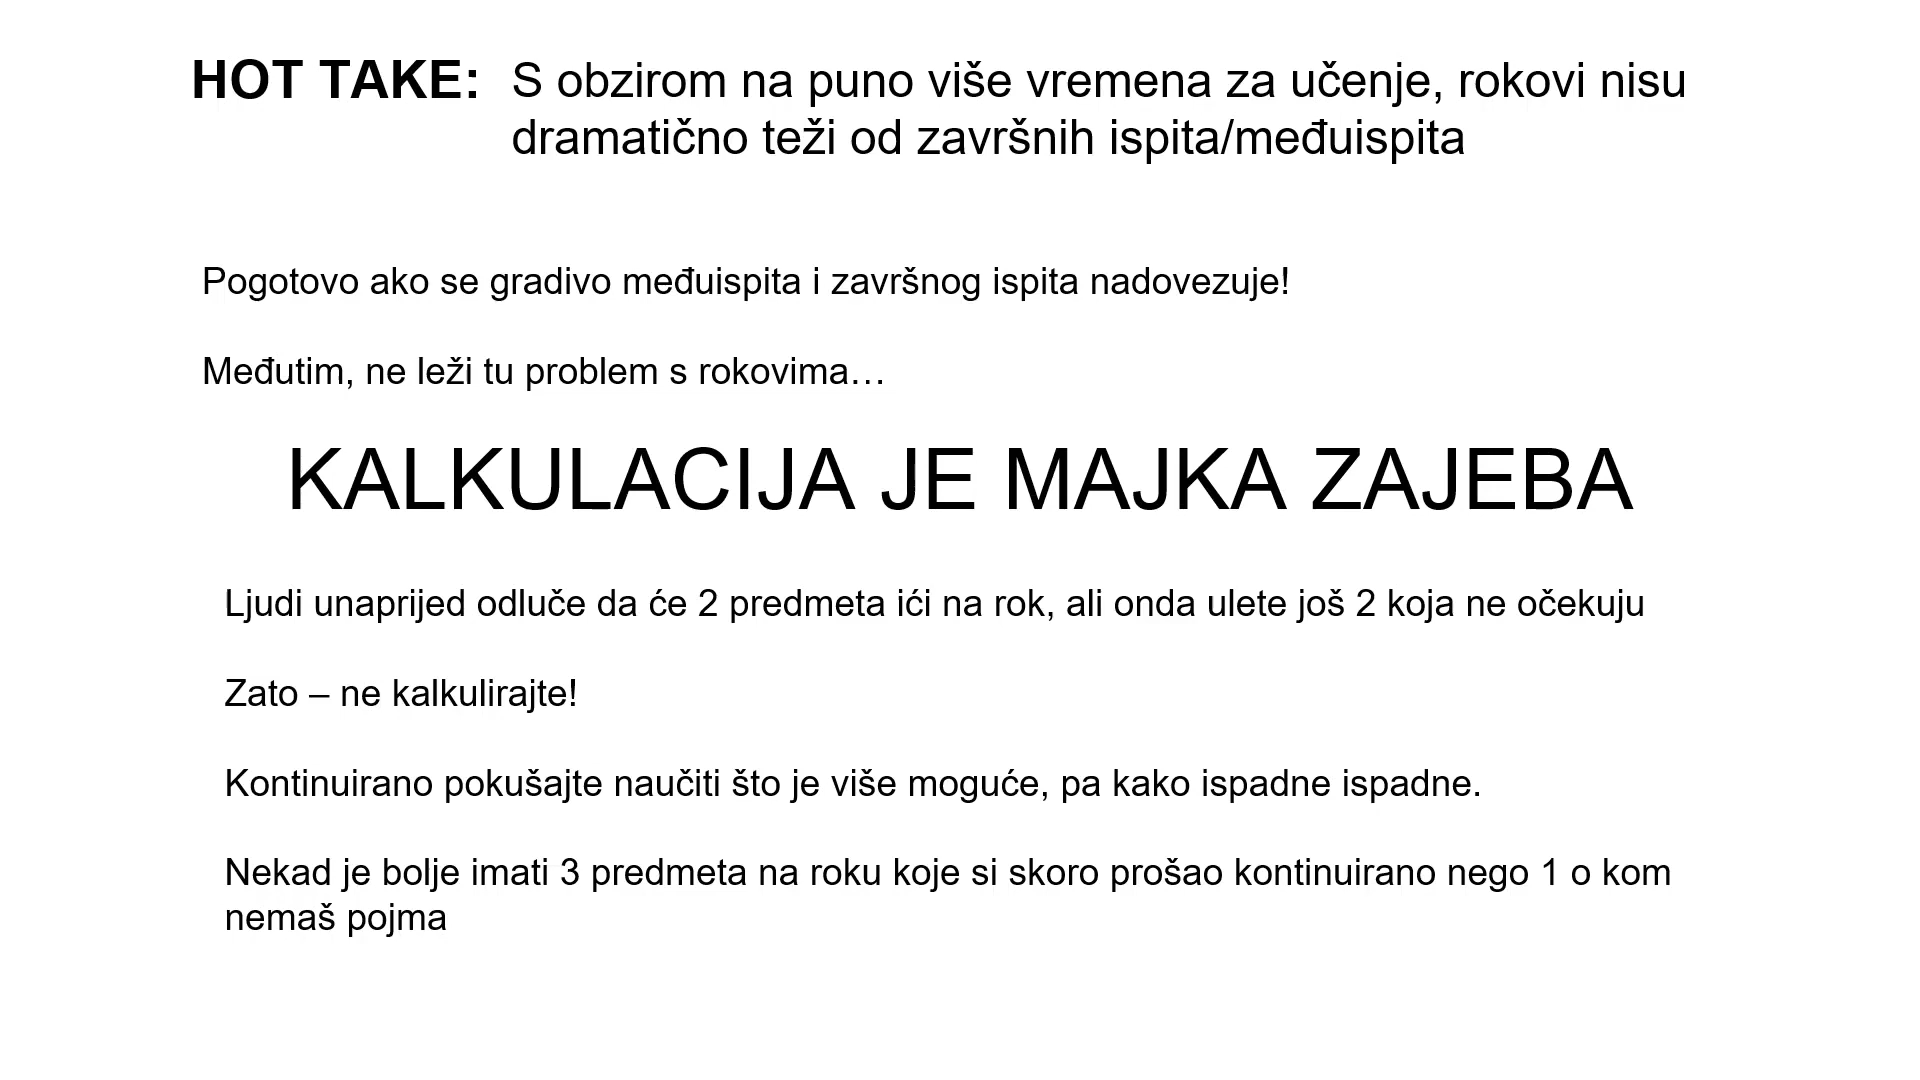 HOT TAKE: S obzirom na puno više vremena za učenje, rokovi nisu
dramatično teži od završnih ispita/međuispita
Pogotovo ako se gradivo međuispita i završnog ispita nadovezuje!
Međutim, ne leži tu problem s rokovima…
KALKULACIJA JE MAJKA ZAJEBA
Ljudi unaprijed odluče da će 2 predmeta ići na rok, ali onda ulete još 2 koja ne očekuju
Zato – ne kalkulirajte!
Kontinuirano pokušajte naučiti što je više moguće, pa kako ispadne ispadne.
Nekad je bolje imati 3 predmeta na roku koje si skoro prošao kontinuirano nego 1 o kom
nemaš pojma